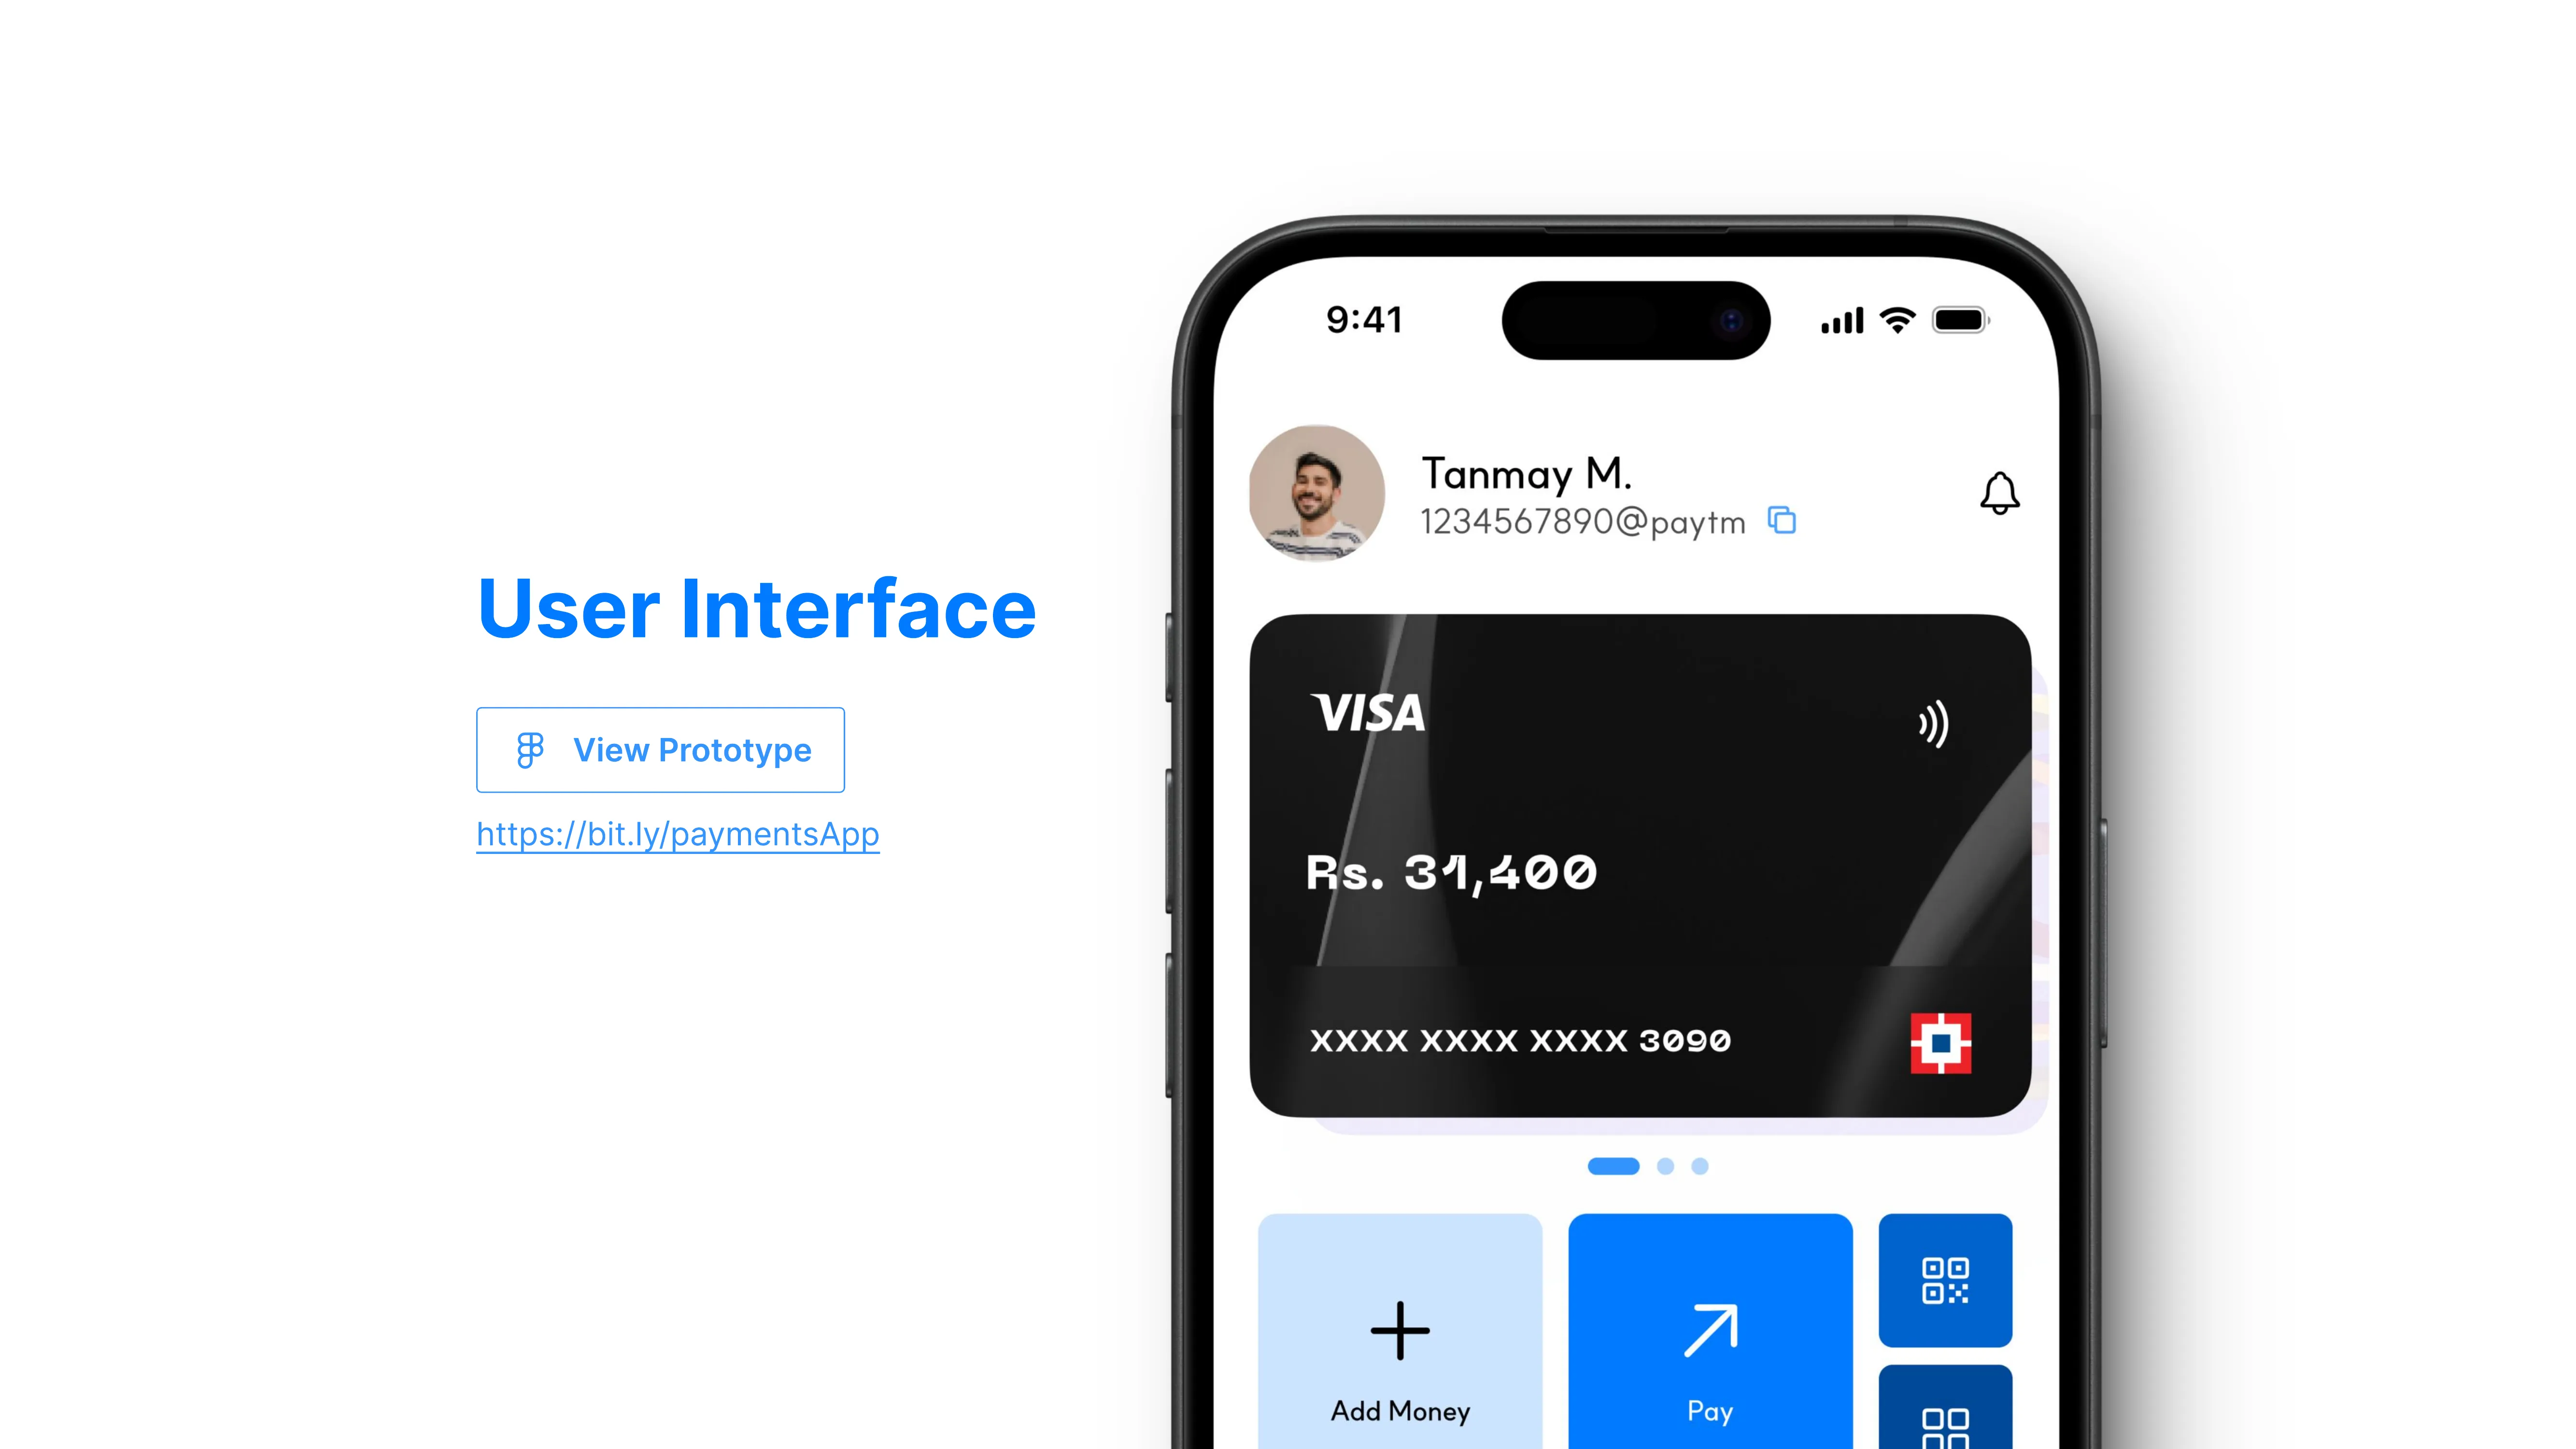 User Interface
View Prototype
https://bit.ly/paymentsApp
9:41
Tanmay M.
1234567890@paytm
VISA
Rs. 31,400
XXXX XXXX XXXX 3090
Add Money
Pay